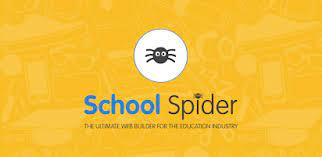 School Spider
THE ULTIMATE WEB BUILDER FOR THE EDUCATION INDUSTRY